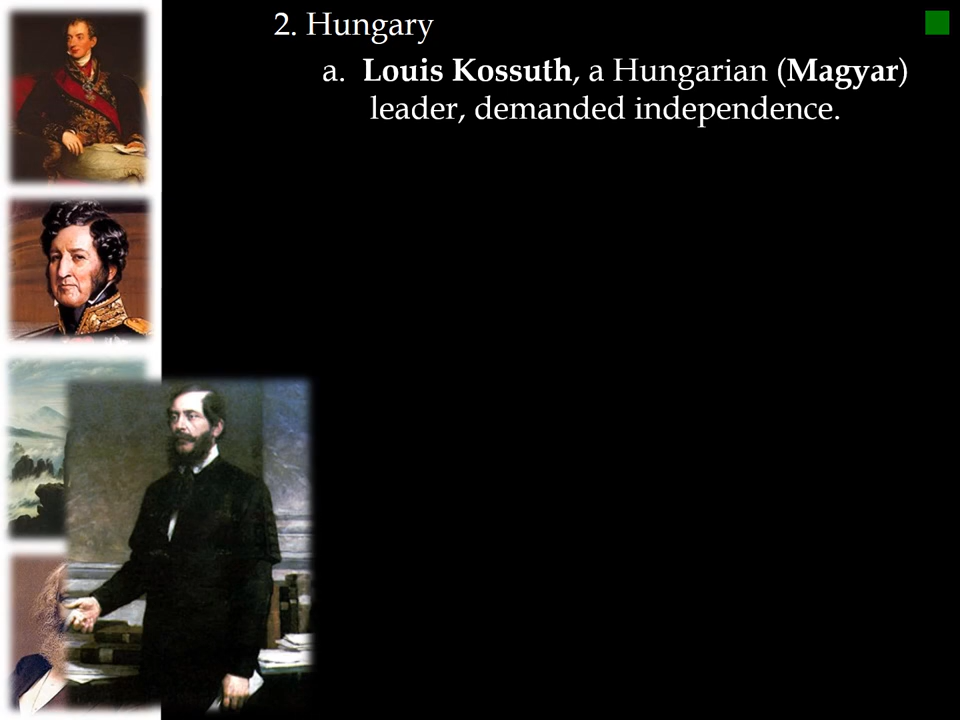 2. Hungary
a. Louis Kossuth, a Hungarian (Magyar)
leader, demanded independence.